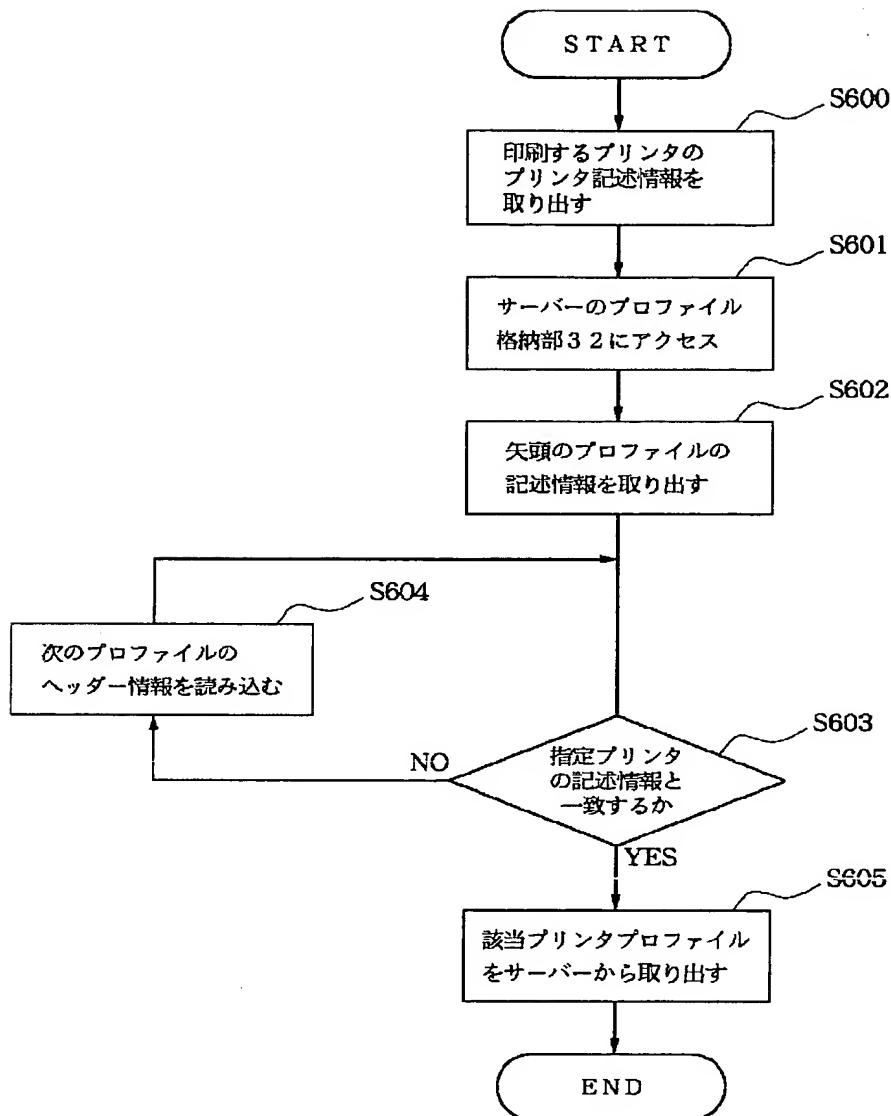 START
S600
印刷するプリンタの
プリンタ記述情報を
取り出す
S601
サーバーのプロファイル
格納部32にアクセス
S602
矢頭のプロファイルの
記述情報を取り出す
S604
次のプロファイルの
ヘッダー情報を読み込む
S603
指定プリンタ
の記述情報と
一致するか
NO
YES
S605
該当プリンタプロファイル
をサーバーから取り出す
END